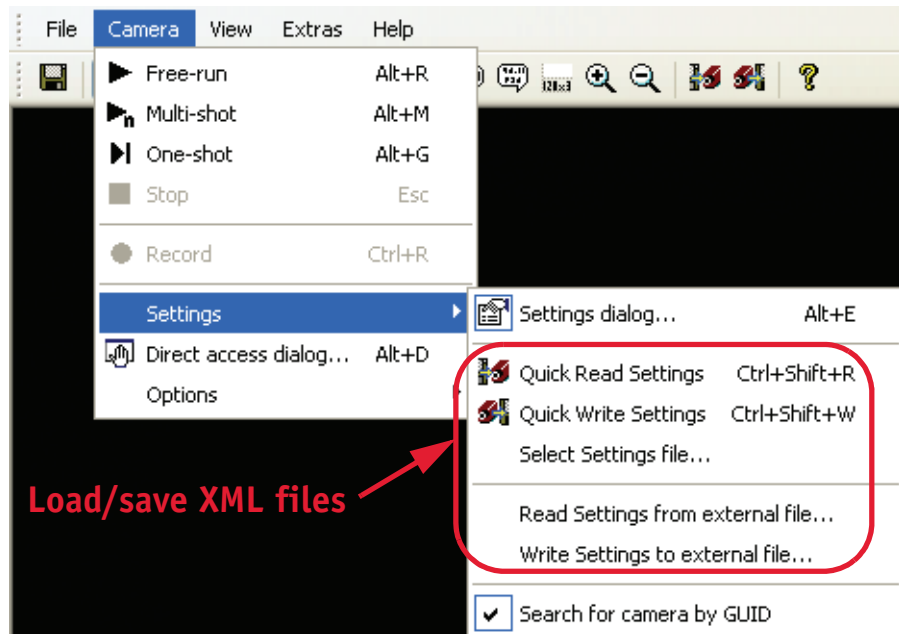 File Camera View Extras Help
Free-run Alt+R
Multi-shot Alt+M
One-shot Alt+G
Stop Esc
Record Ctrl+R
Settings
Direct access dialog... Alt+D
Options
Settings dialog... Alt+E
Quick Read Settings Ctrl+Shift+R
Quick Write Settings Ctrl+Shift+W
Select Settings file...
Read Settings from external file...
Write Settings to external file...
Search for camera by GUID
Load/save XML files